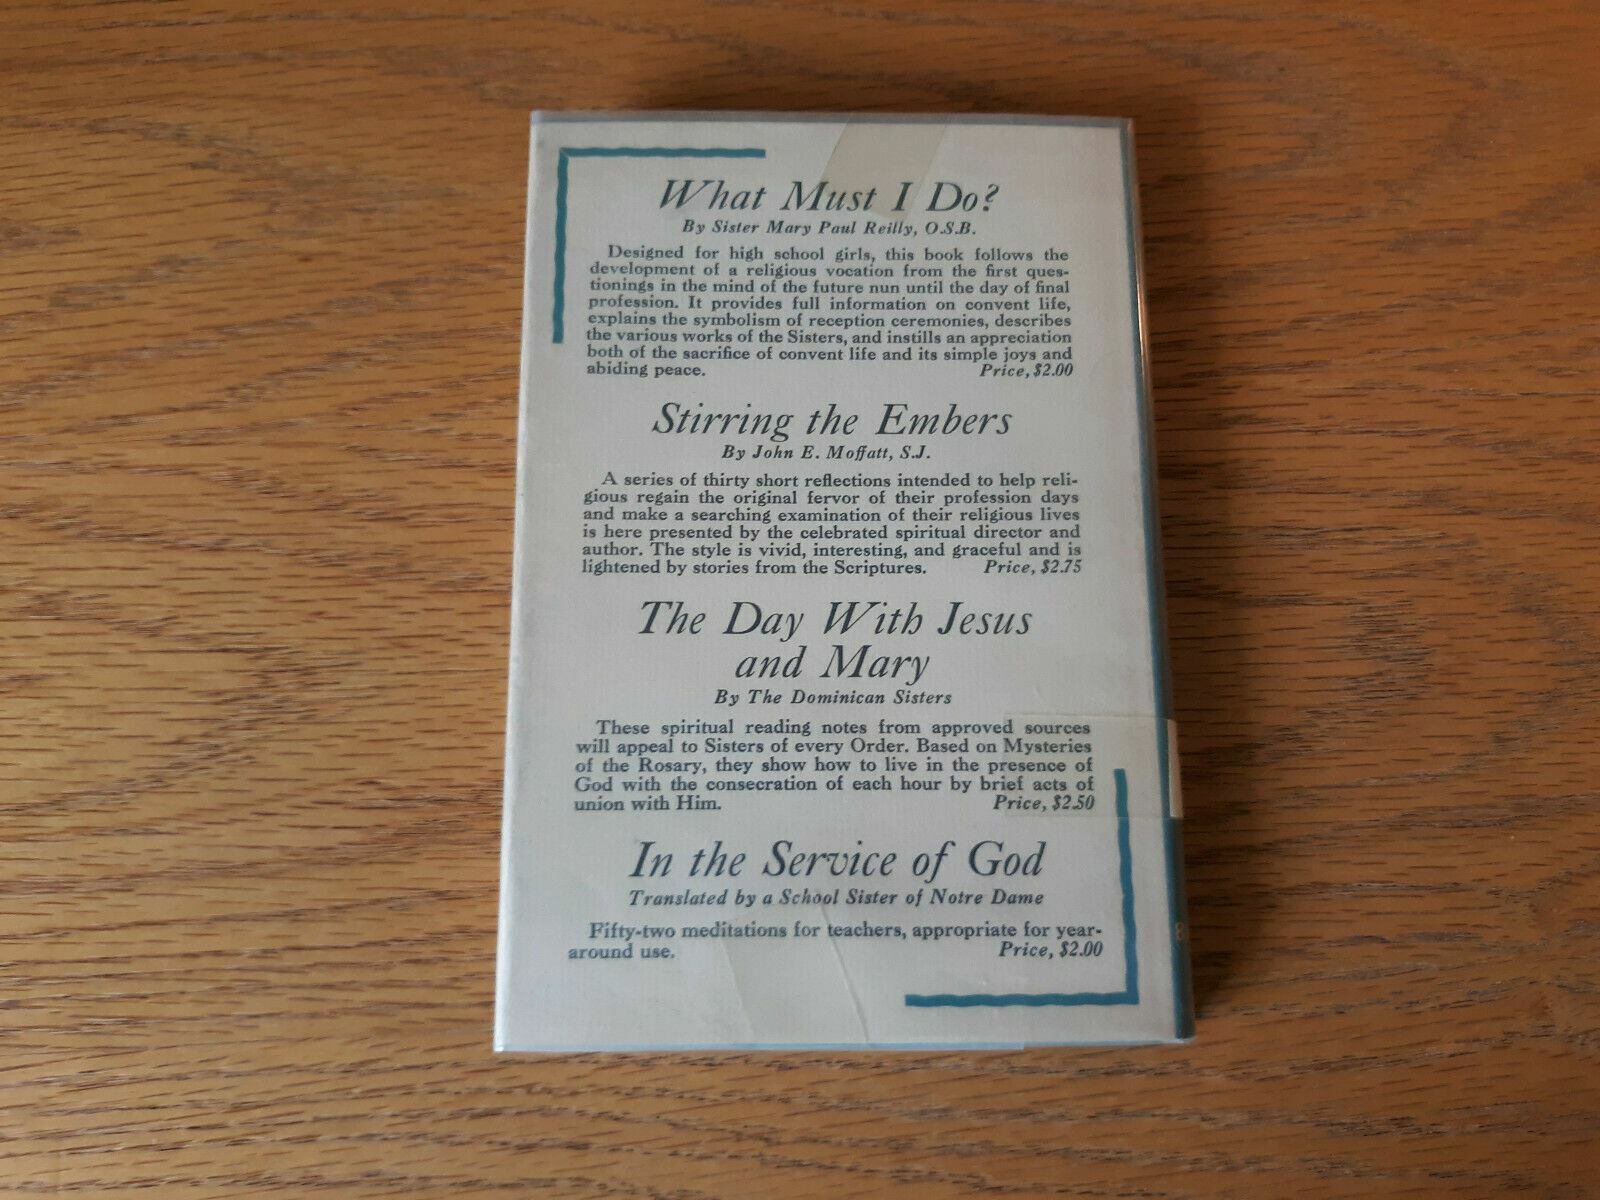 What Must I Do?
By Sister Mary Paul Reilly, O.S.B.
Designed for high school girls, this book follows the
development of a religious vocation from the first ques-
tionings in the mind of the future nun until the day of final
profession. It provides full information on convent life,
explains the symbolism of reception ceremonies, describes
the various works of the Sisters, and instills an appreciation
both of the sacrifice of convent life and its simple joys and
abiding peace. Price, $2.00
Stirring the Embers
By John E. Moffatt, S.J.
A series of thirty short reflections intended to help reli-
gious regain the original fervor of their profession days
and make a searching examination of their religious lives
is here presented by the celebrated spiritual director and
author. The style is vivid, interesting, and graceful and is
lightened by stories from the Scriptures. Price, $2.75
The Day With Jesus
and Mary
By The Dominican Sisters
These spiritual reading notes from approved sources
will appeal to Sisters of every Order. Based on Mysteries
of the Rosary, they show how to live in the presence of
God with the consecration of each hour by brief acts of
union with Him. Price, $2.50
In the Service of God
Translated by a School Sister of Notre Dame
Fifty-two meditations for teachers, appropriate for year-
around use. Price, $2.00